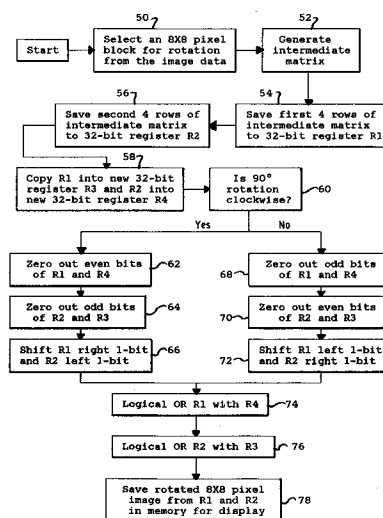 50
52
Start
Select an 8X8 pixel
block for rotation
from the image data
Generate
intermediate
matrix
56
54
Save second 4 rows of
intermediate matrix
to 32-bit register R2
Save first 4 rows of
intermediate matrix
to 32-bit register R1
58
Copy R1 into new 32-bit
register R3 and R2 into
new 32-bit register R4
Is 90°
rotation
clockwise?
60
Yes
No
Zero out even bits
of R1 and R4
62
68
Zero out odd bits
of R1 and R4
Zero out odd bits
of R2 and R3
64
70
Zero out even bits
of R2 and R3
Shift R1 right 1-bit
and R2 left 1-bit
66
72
Shift R1 left 1-bit
and R2 right 1-bit
Logical OR R1 with R4
74
Logical OR R2 with R3
76
Save rotated 8X8 pixel
image from R1 and R2
in memory for display
78